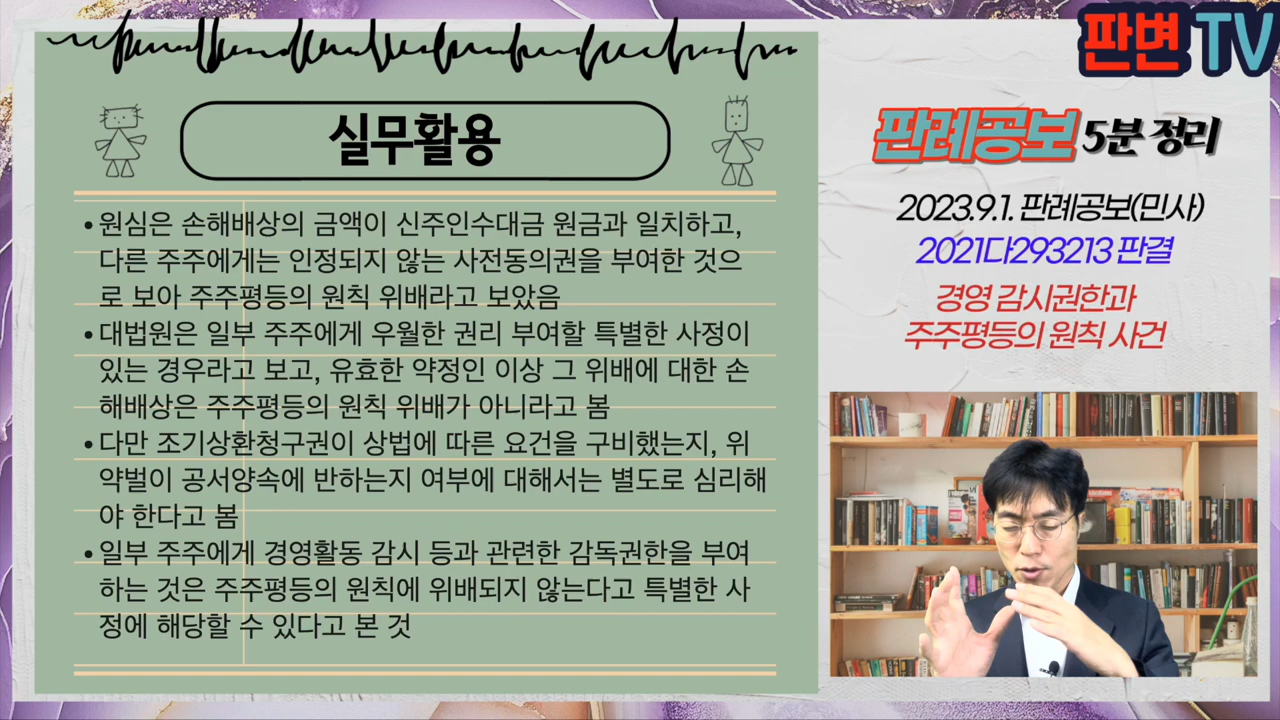 판변 TV
실무활용
• 원심은 손해배상의 금액이 신주인수대금 원금과 일치하고,
다른 주주에게는 인정되지 않는 사전동의권을 부여한 것으
로 보아 주주평등의 원칙 위배라고 보았음
• 대법원은 일부 주주에게 우월한 권리 부여할 특별한 사정이
있는 경우라고 보고, 유효한 약정인 이상 그 위배에 대한 손
해배상은 주주평등의 원칙 위배가 아니라고 봄
• 다만 조기상환청구권이 상법에 따른 요건을 구비했는지, 위
약벌이 공서양속에 반하는지 여부에 대해서는 별도로 심리해
야 한다고 봄
• 일부 주주에게 경영활동 감시 등과 관련한 감독권한을 부여
하는 것은 주주평등의 원칙에 위배되지 않는다고 특별한 사
정에 해당할 수 있다고 본 것
판례공보 5분 정리
2023.9.1. 판례공보(민사)
2021다293213 판결
경영 감시권한과
주주평등의 원칙 사건